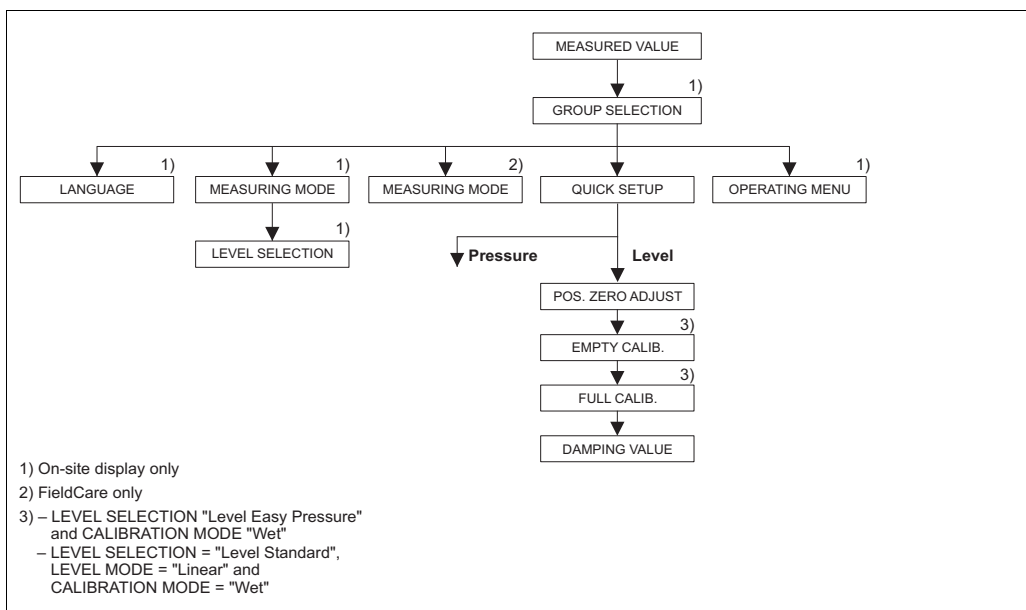 MEASURED VALUE
1)
GROUP SELECTION
1)
1)
2)
1)
LANGUAGE
MEASURING MODE
MEASURING MODE
QUICK SETUP
OPERATING MENU
1)
LEVEL SELECTION
Pressure
Level
POS. ZERO ADJUST
3)
EMPTY CALIB.
3)
FULL CALIB.
DAMPING VALUE
1) On-site display only
2) FieldCare only
3) – LEVEL SELECTION "Level Easy Pressure"
and CALIBRATION MODE "Wet"
– LEVEL SELECTION = "Level Standard",
LEVEL MODE = "Linear" and
CALIBRATION MODE = "Wet"